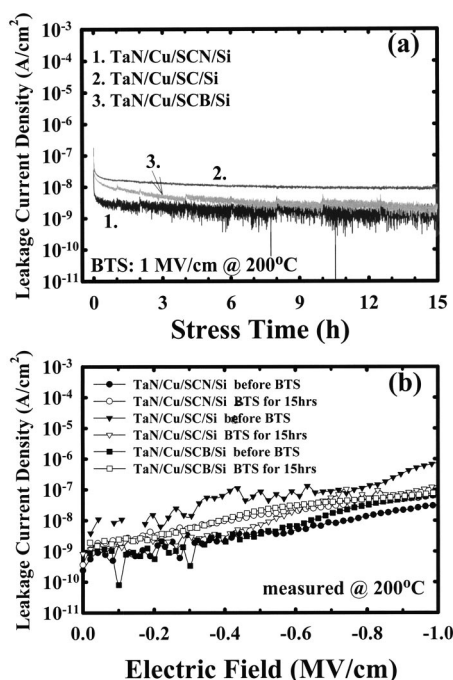 (a)
1. TaN/Cu/SCN/Si
2. TaN/Cu/SC/Si
3. TaN/Cu/SCB/Si
3.
2.
1.
BTS: 1 MV/cm @ 200°C
Leakage Current Density (A/cm²)
10⁻³
10⁻⁴
10⁻⁵
10⁻⁶
10⁻⁷
10⁻⁸
10⁻⁹
10⁻¹⁰
10⁻¹¹
0 3 6 9 12 15
Stress Time (h)
(b)
TaN/Cu/SCN/Si before BTS
TaN/Cu/SCN/Si BTS for 15hrs
TaN/Cu/SC/Si before BTS
TaN/Cu/SC/Si BTS for 15hrs
TaN/Cu/SCB/Si before BTS
TaN/Cu/SCB/Si BTS for 15hrs
measured @ 200°C
Leakage Current Density (A/cm²)
10⁻³
10⁻⁴
10⁻⁵
10⁻⁶
10⁻⁷
10⁻⁸
10⁻⁹
10⁻¹⁰
10⁻¹¹
0.0 -0.2 -0.4 -0.6 -0.8 -1.0
Electric Field (MV/cm)